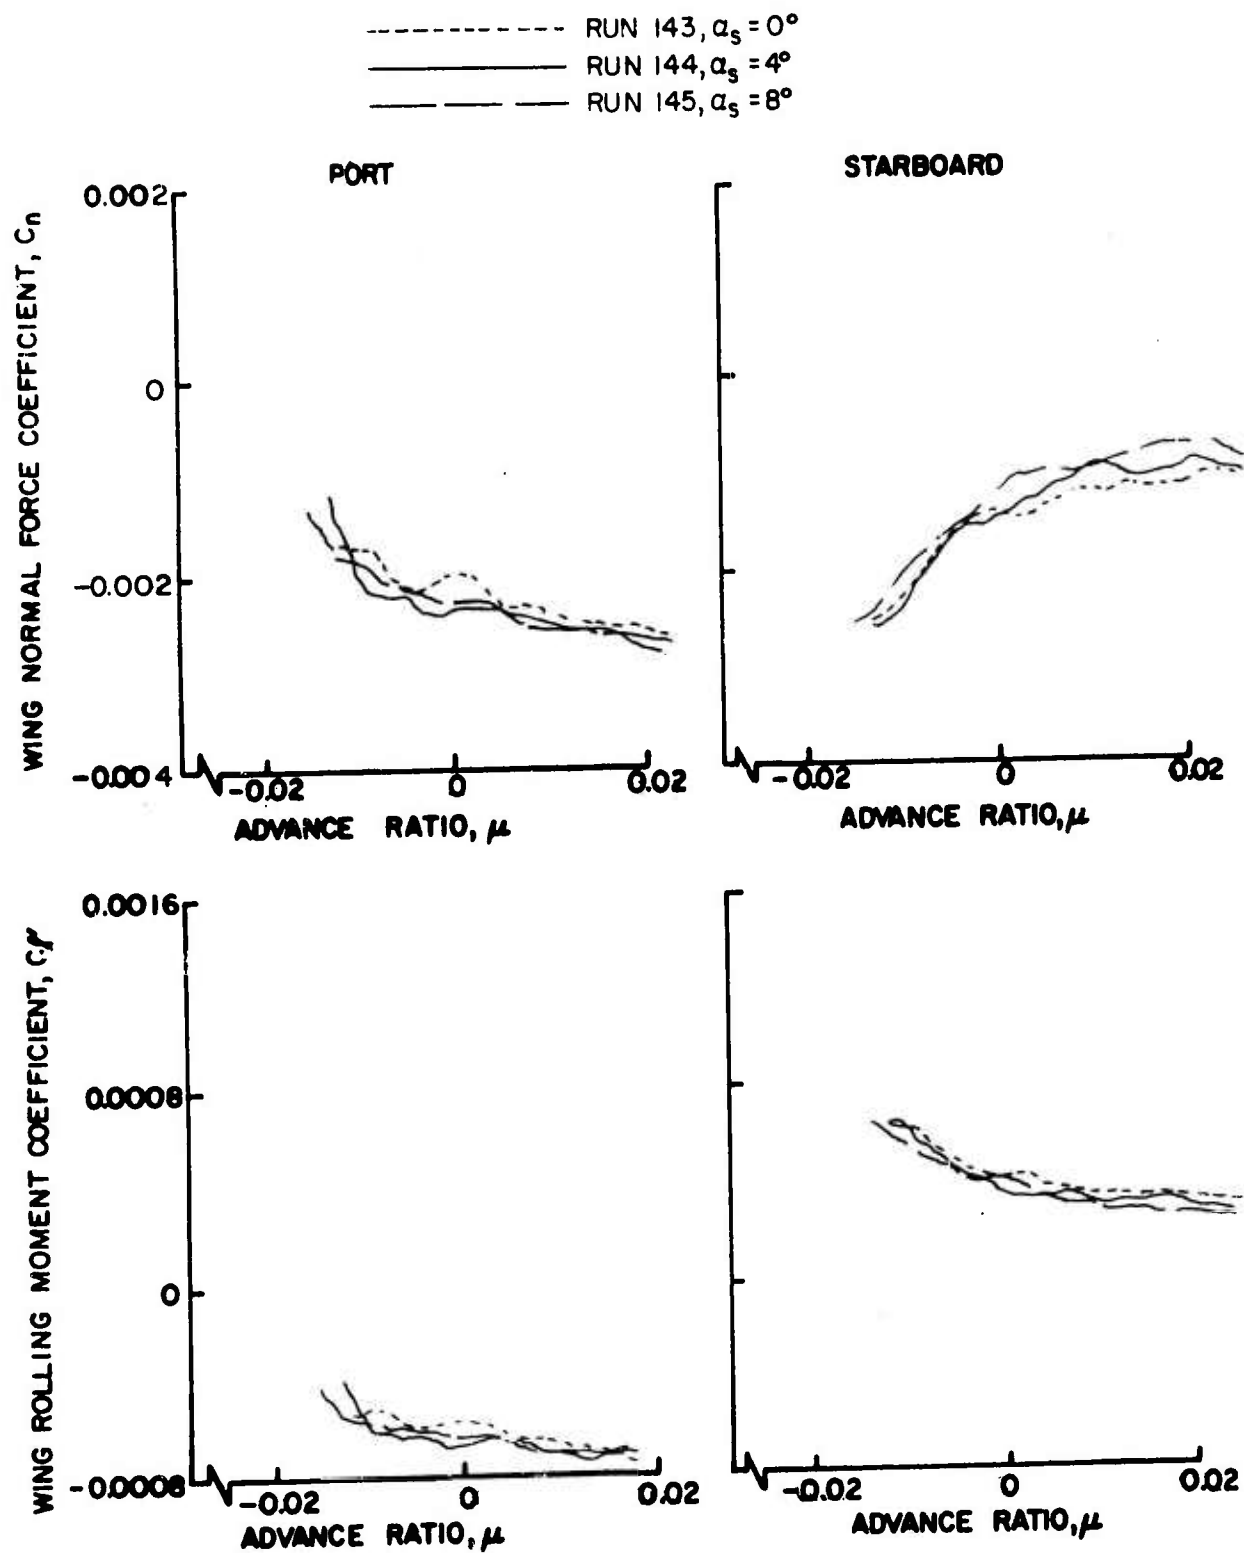 RUN 143, αs = 0°
RUN 144, αs = 4°
RUN 145, αs = 8°
PORT
STARBOARD
WING NORMAL FORCE COEFFICIENT, Cn
0.002
0
-0.002
-0.004
-0.02 0 0.02
ADVANCE RATIO, μ
-0.02 0 0.02
ADVANCE RATIO, μ
WING ROLLING MOMENT COEFFICIENT,
0.0016
0.0008
0
-0.0008
-0.02 0 0.02
ADVANCE RATIO, μ
-0.02 0 0.02
ADVANCE RATIO, μ